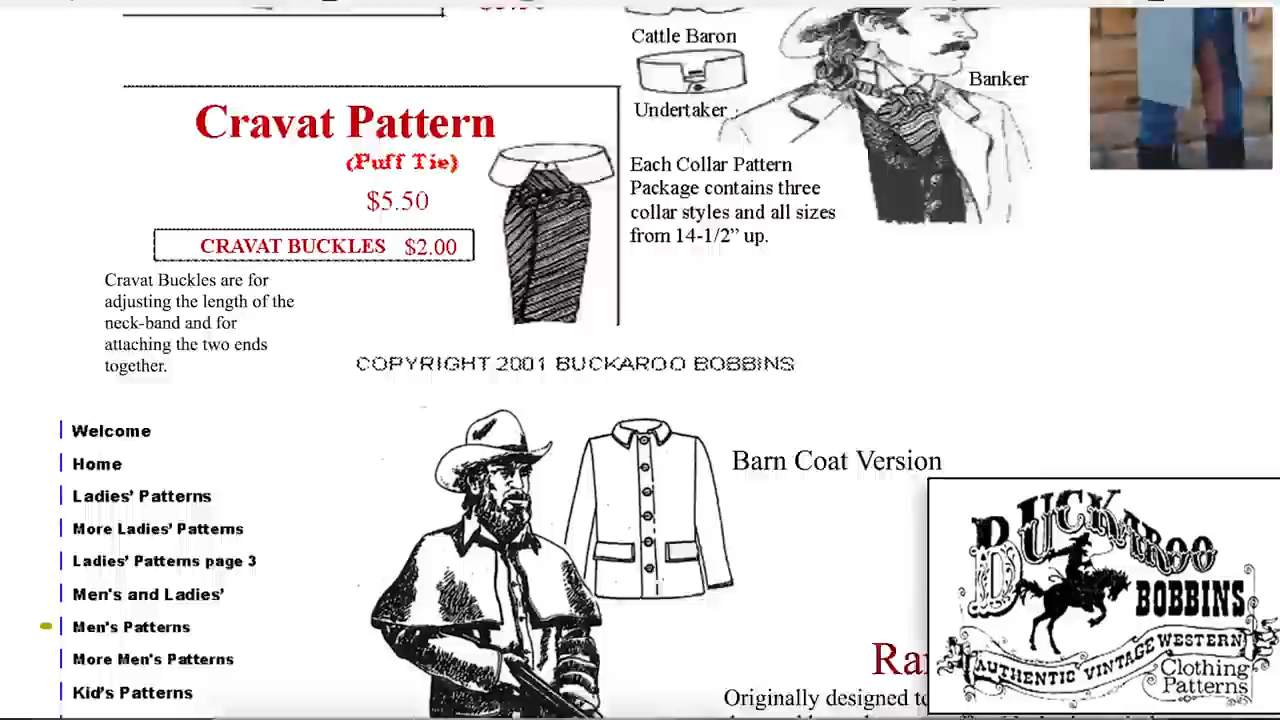 Cattle Baron
Banker
Undertaker
Cravat Pattern
(Puff Tie)
$5.50
CRAVAT BUCKLES $2.00
Each Collar Pattern
Package contains three
collar styles and all sizes
from 14-1/2” up.
Cravat Buckles are for
adjusting the length of the
neck-band and for
attaching the two ends
together.
COPYRIGHT 2001 BUCKAROO BOBBINS
Welcome
Home
Ladies’ Patterns
More Ladies’ Patterns
Ladies’ Patterns page 3
Men's and Ladies’
Men's Patterns
More Men's Patterns
Kid’s Patterns
Barn Coat Version
Originally designed to
BUCKAROO
BOBBINS
AUTHENTIC VINTAGE WESTERN
Clothing
Patterns